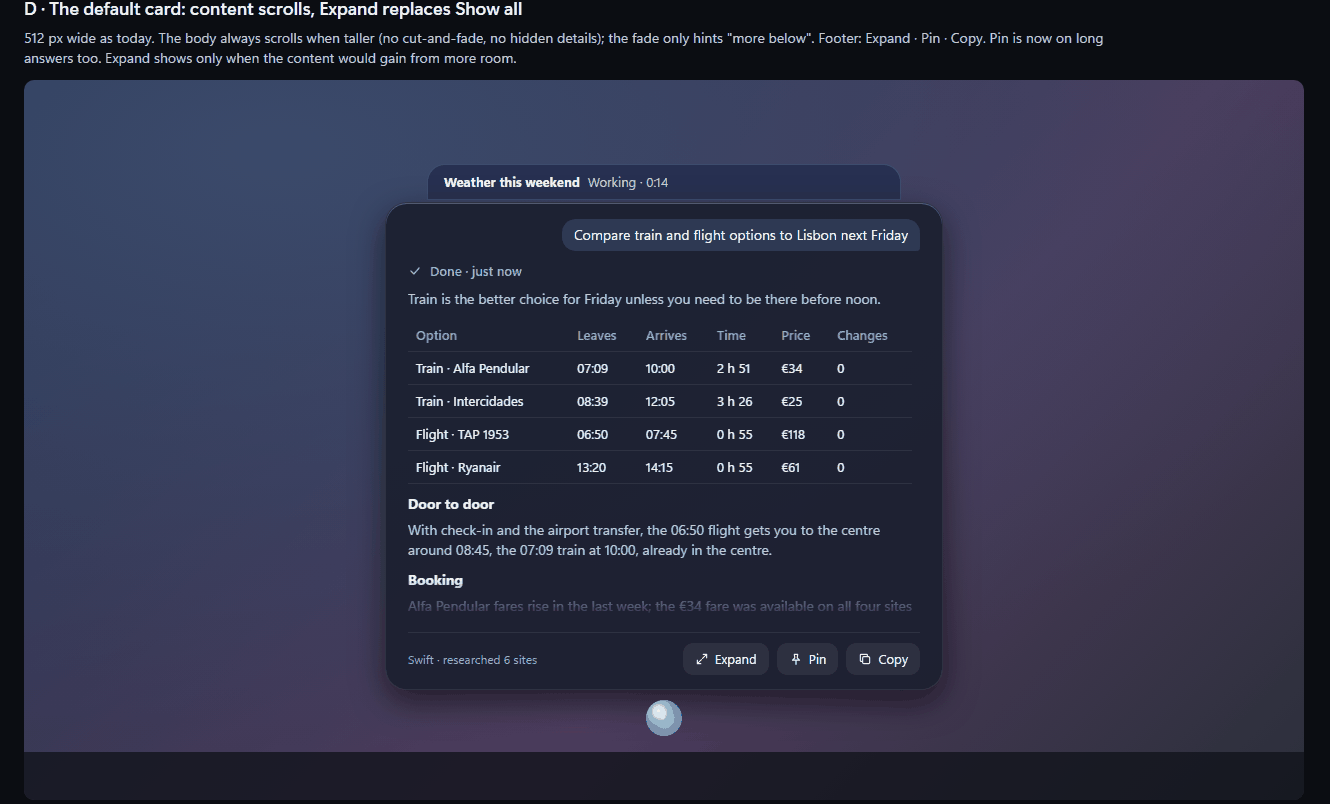 D · The default card: content scrolls, Expand replaces Show all
512 px wide as today. The body always scrolls when taller (no cut-and-fade, no hidden details); the fade only hints "more below". Footer: Expand · Pin · Copy. Pin is now on long
answers too. Expand shows only when the content would gain from more room.
Weather this weekend Working · 0:14
Compare train and flight options to Lisbon next Friday
Done · just now
Train is the better choice for Friday unless you need to be there before noon.
Option Leaves Arrives Time Price Changes
Train · Alfa Pendular 07:09 10:00 2 h 51 €34 0
Train · Intercidades 08:39 12:05 3 h 26 €25 0
Flight · TAP 1953 06:50 07:45 0 h 55 €118 0
Flight · Ryanair 13:20 14:15 0 h 55 €61 0
Door to door
With check-in and the airport transfer, the 06:50 flight gets you to the centre
around 08:45, the 07:09 train at 10:00, already in the centre.
Booking
Alfa Pendular fares rise in the last week; the €34 fare was available on all four sites
Swift · researched 6 sites Expand Pin Copy